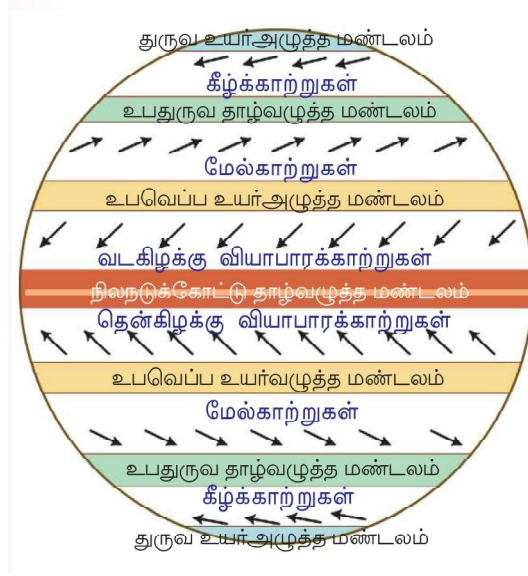 துருவ உயர்அழுத்த மண்டலம்
கீழ்க்காற்றுகள்
உபதுருவ தாழ்வழுத்த மண்டலம்
மேல்காற்றுகள்
உபவெப்ப உயர்அழுத்த மண்டலம்
வடகிழக்கு வியாபாரக்காற்றுகள்
நிலநடுக்கோட்டு தாழ்வழுத்த மண்டலம்
தென்கிழக்கு வியாபாரக்காற்றுகள்
உபவெப்ப உயர்வழுத்த மண்டலம்
மேல்காற்றுகள்
உபதுருவ தாழ்வழுத்த மண்டலம்
கீழ்க்காற்றுகள்
துருவ உயர்அழுத்த மண்டலம்